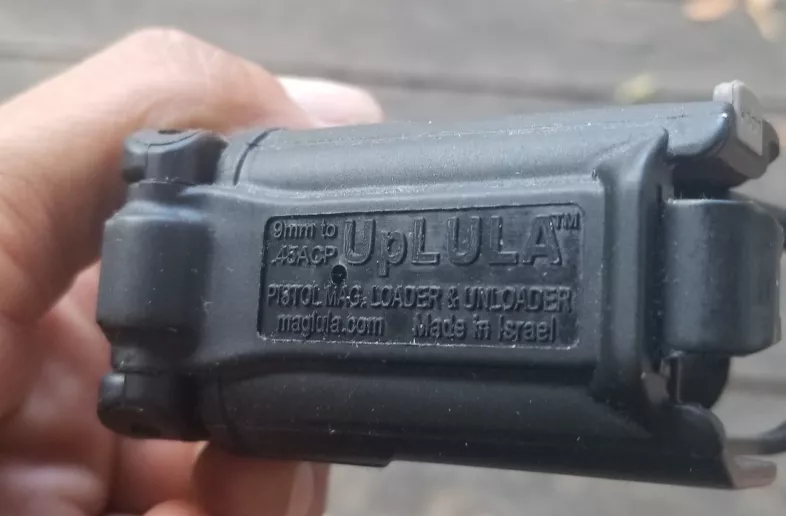 9mm to
.45ACP UpLULA™
PISTOL MAG. LOADER & UNLOADER
maglula.com Made in Israel